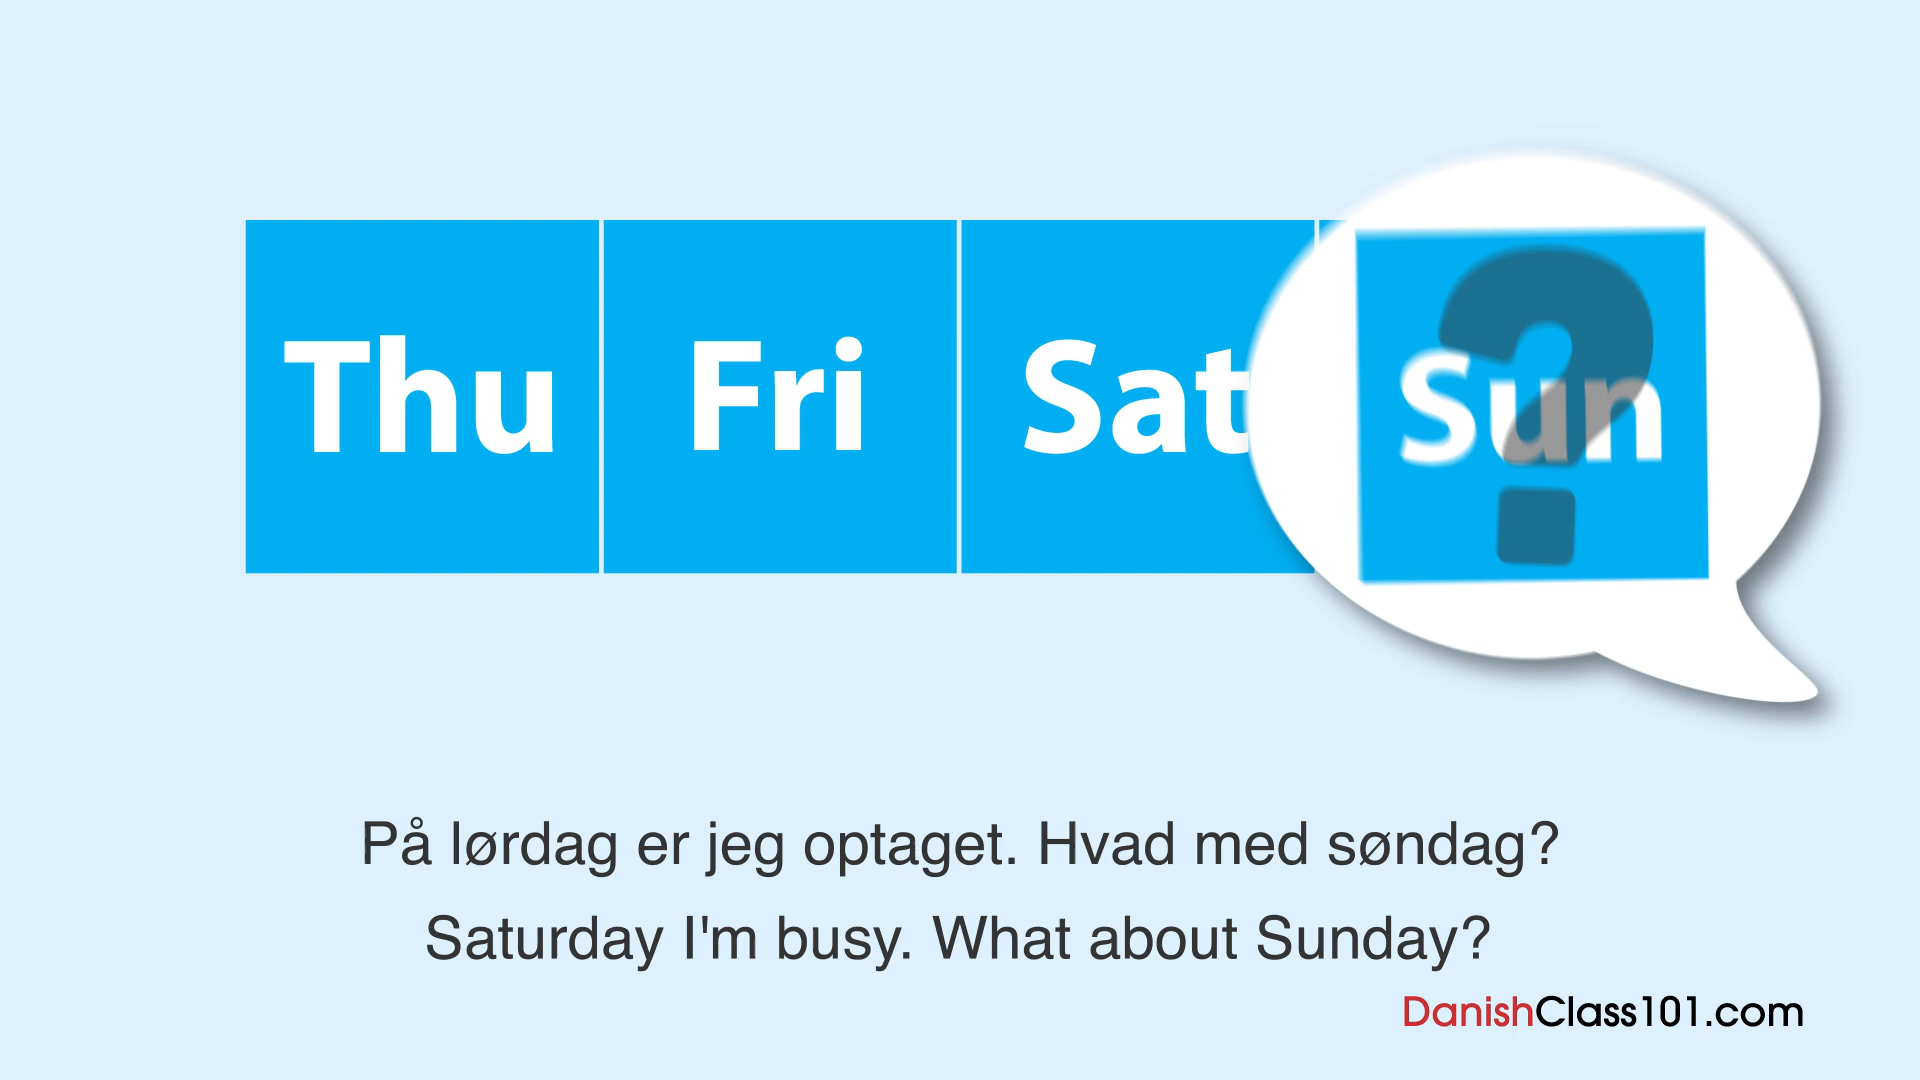 Thu Fri Sat Sun
?
På lørdag er jeg optaget. Hvad med søndag?
Saturday I'm busy. What about Sunday?
DanishClass101.com